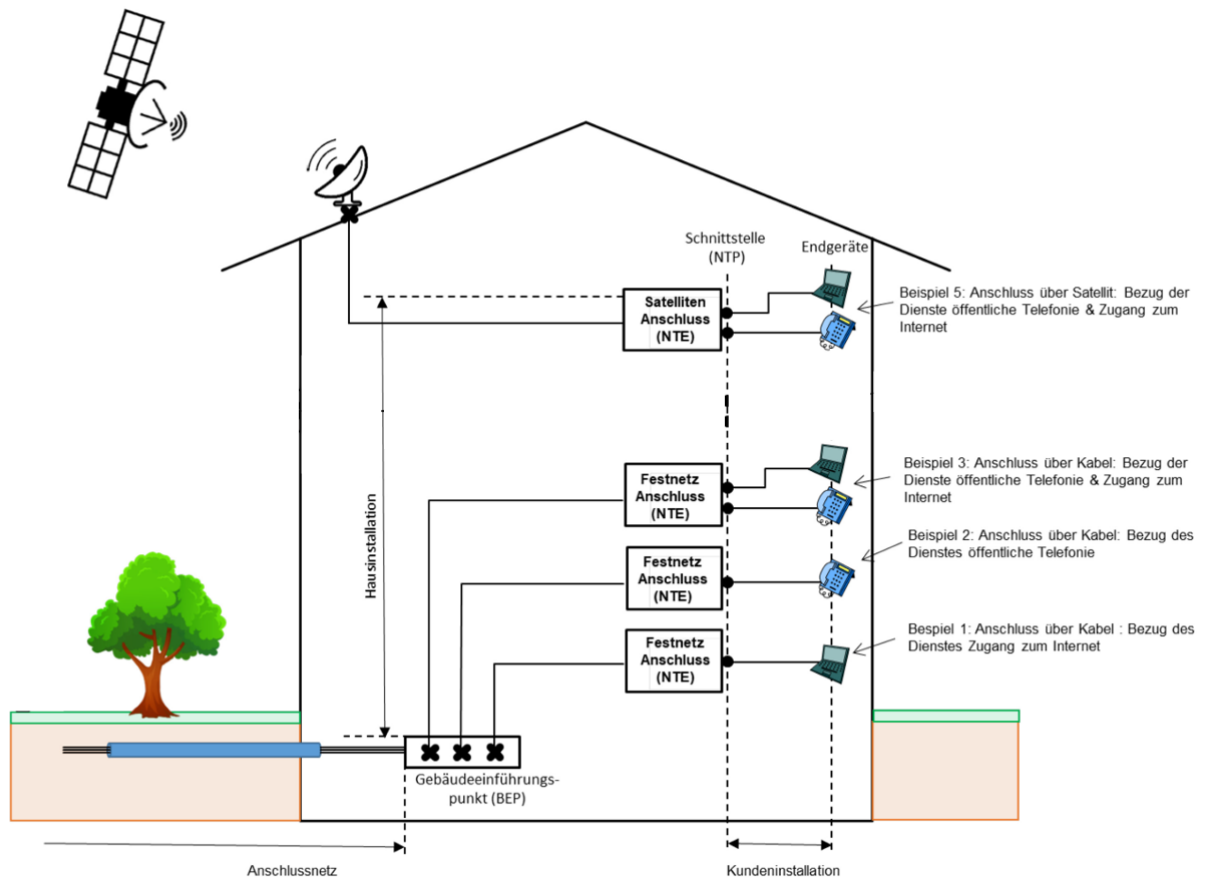 Schnittstelle
(NTP)
Endgeräte
Satelliten
Anschluss
(NTE)
Beispiel 5: Anschluss über Satellit: Bezug der
Dienste öffentliche Telefonie & Zugang zum
Internet
Hausinstallation
Festnetz
Anschluss
(NTE)
Beispiel 3: Anschluss über Kabel: Bezug der
Dienste öffentliche Telefonie & Zugang zum
Internet
Festnetz
Anschluss
(NTE)
Beispiel 2: Anschluss über Kabel: Bezug des
Dienstes öffentliche Telefonie
Festnetz
Anschluss
(NTE)
Bespiel 1: Anschluss über Kabel : Bezug des
Dienstes Zugang zum Internet
Gebäudeeinführungs-
punkt (BEP)
Anschlussnetz
Kundeninstallation